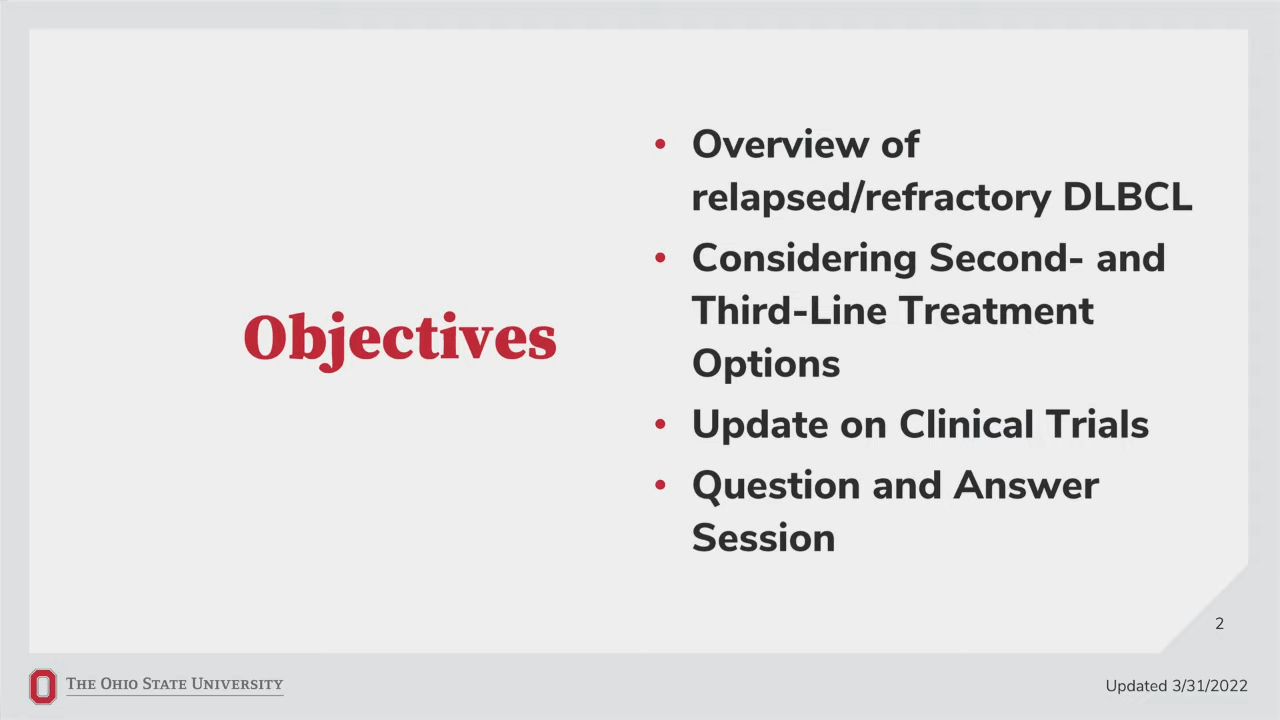 Objectives
• Overview of
relapsed/refractory DLBCL
• Considering Second- and
Third-Line Treatment
Options
• Update on Clinical Trials
• Question and Answer
Session
2
THE OHIO STATE UNIVERSITY
Updated 3/31/2022